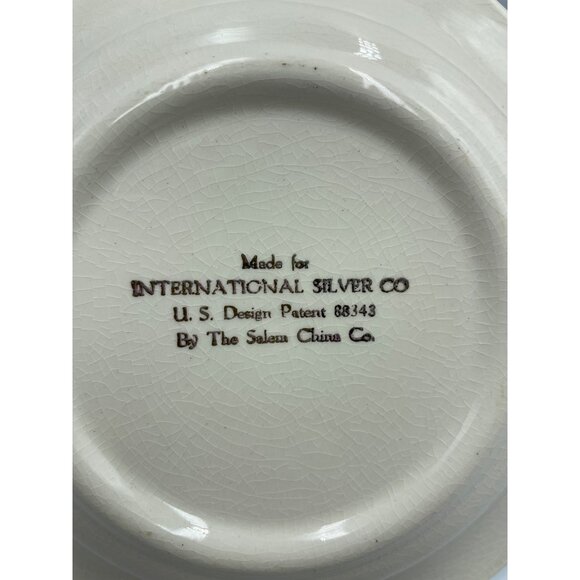 Made for
INTERNATIONAL SILVER CO
U. S. Design Patent 88343
By The Salem China Co.